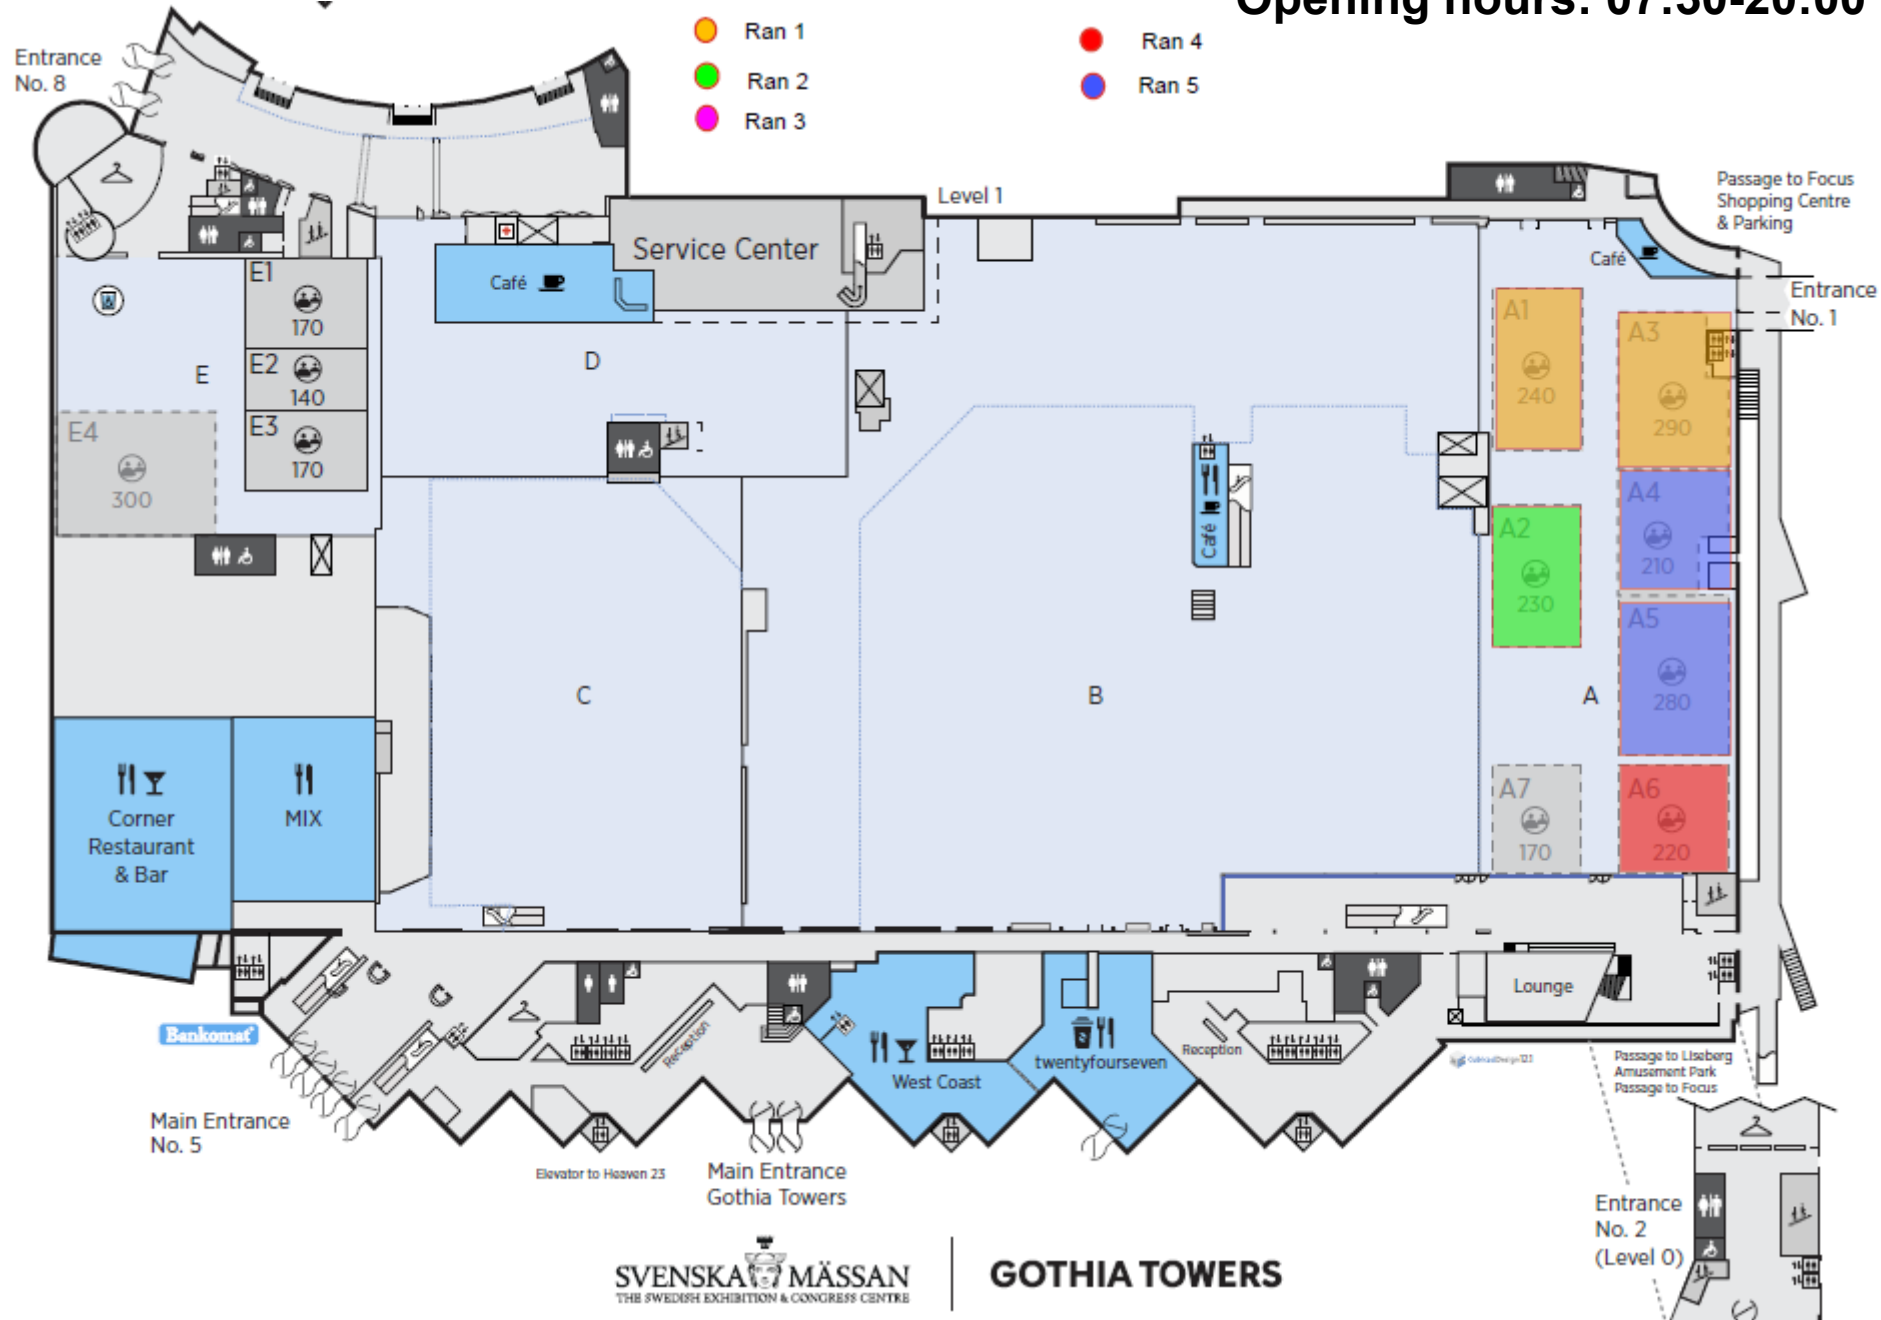 Opening hours: 07:30-20:00
Ran 1
Ran 2
Ran 3
Ran 4
Ran 5
Entrance
No. 8
Level 1
Passage to Focus
Shopping Centre
& Parking
Service Center
Café
Café
Entrance
No. 1
E1
170
E2
140
E3
170
E
E4
300
D
A1
240
A3
290
A4
210
A2
230
A5
280
Café
C
B
A
A7
170
A6
220
Corner
Restaurant
& Bar
MIX
Lounge
Bankomat
Reception
West Coast
twentyfourseven
Reception
Passage to Liseberg
Amusement Park
Passage to Focus
Main Entrance
No. 5
Elevator to Heaven 23
Main Entrance
Gothia Towers
Entrance
No. 2
(Level 0)
SVENSKA MÄSSAN
THE SWEDISH EXHIBITION & CONGRESS CENTRE
GOTHIA TOWERS